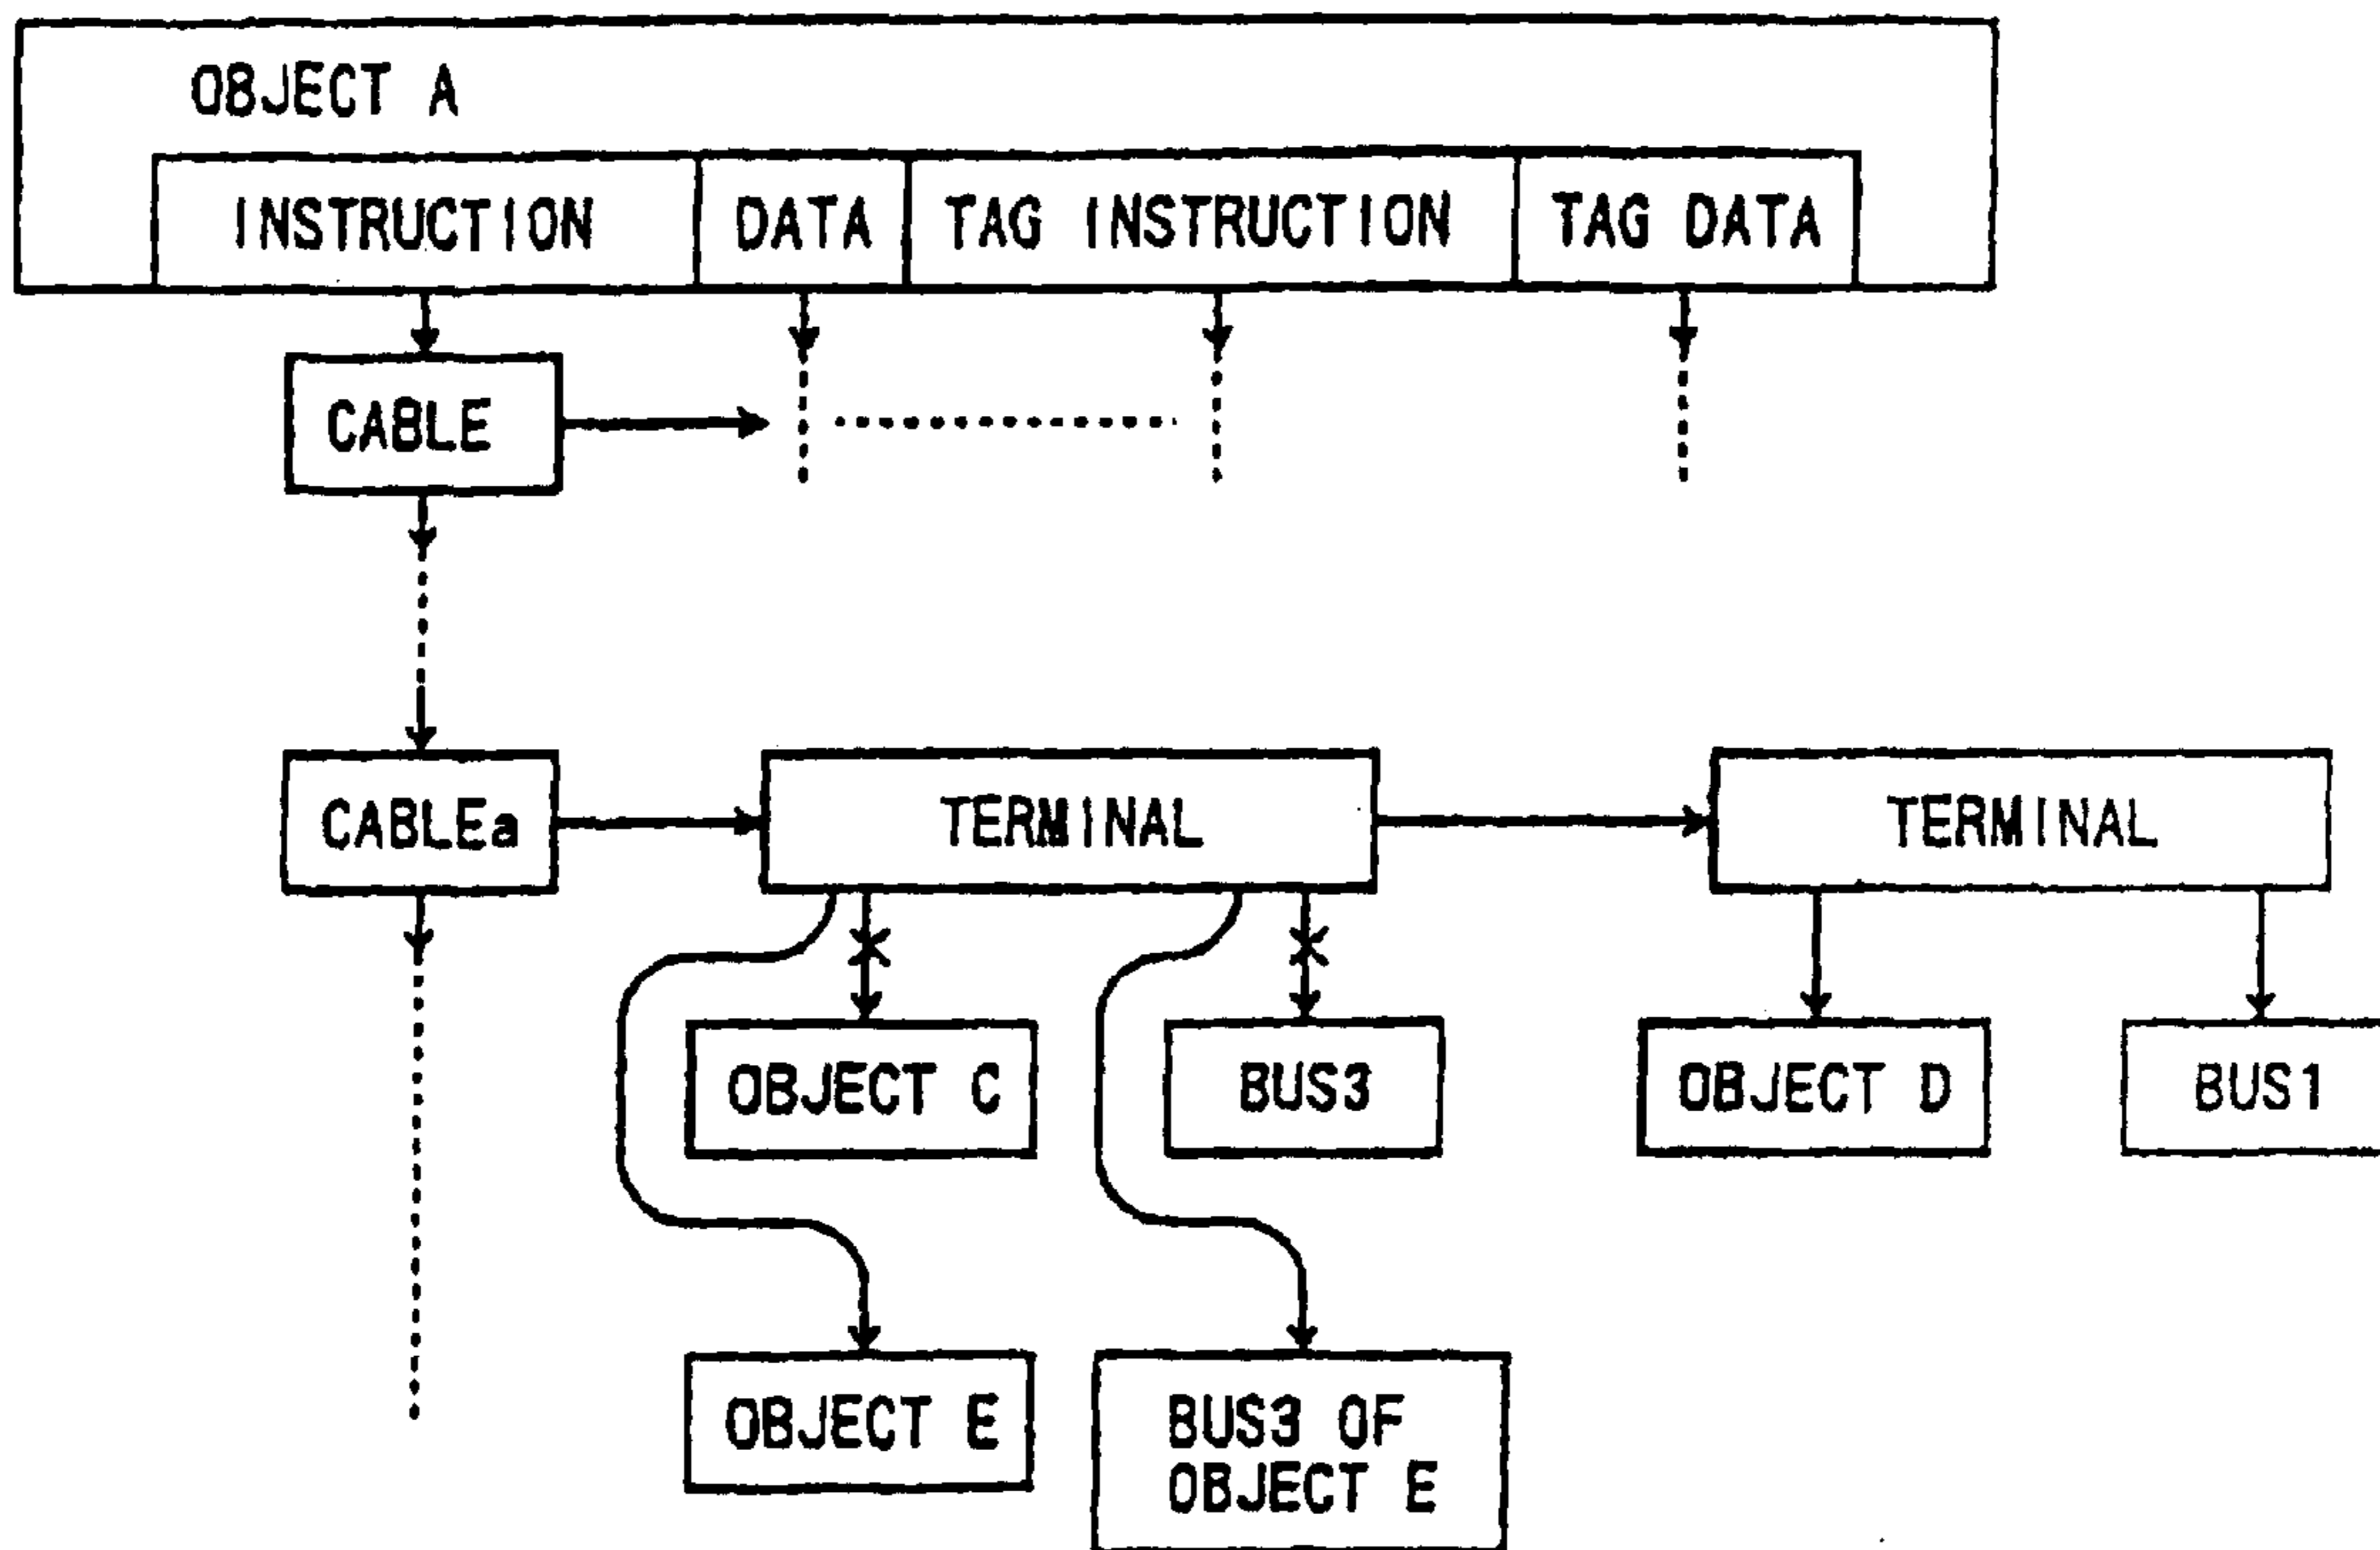 OBJECT A
INSTRUCTION DATA TAG INSTRUCTION TAG DATA
CABLE
CABLEa TERMINAL TERMINAL
OBJECT C BUS3 OBJECT D BUS1
OBJECT E BUS3 OF
OBJECT E